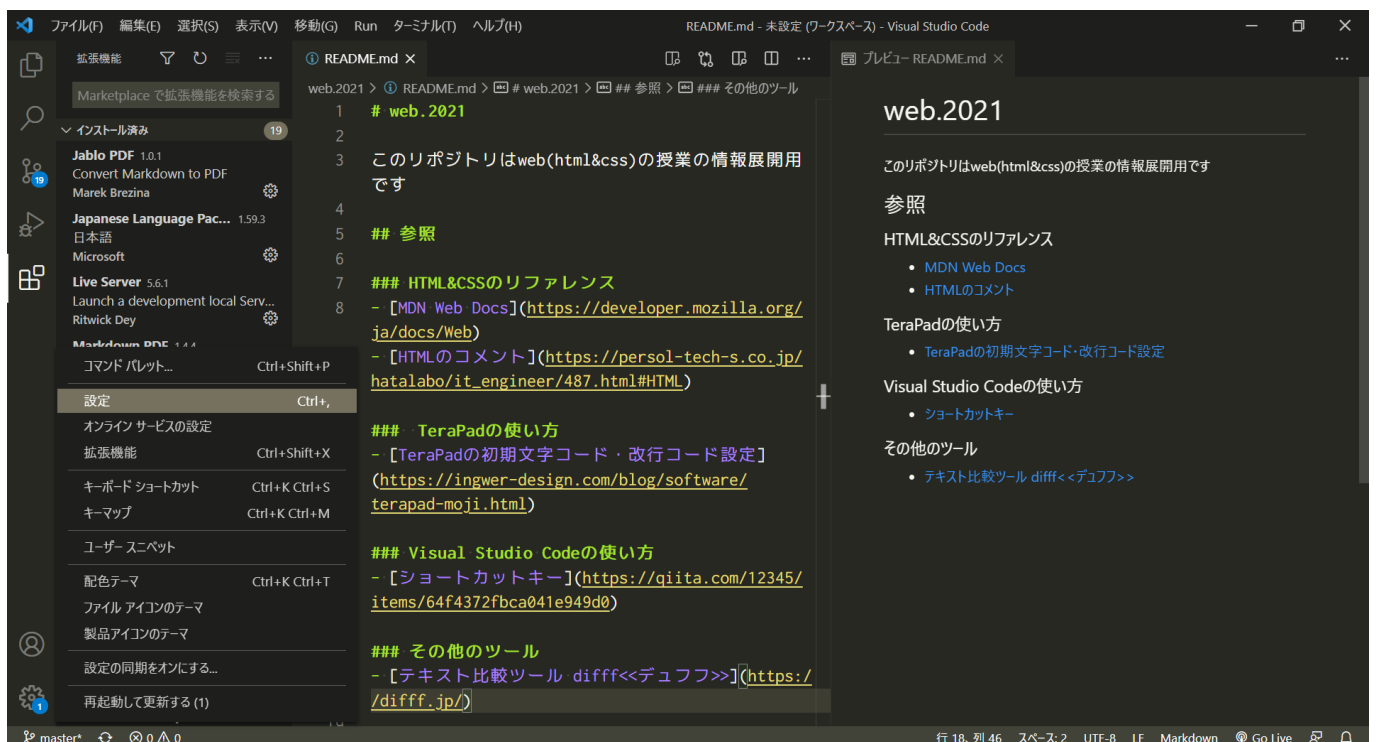 ファイル(F) 編集(E) 選択(S) 表示(V) 移動(G) Run ターミナル(T) ヘルプ(H) README.md - 未設定 (ワークスペース) - Visual Studio Code
拡張機能
Marketplace で拡張機能を検索する
インストール済み 19
Jablo PDF 1.0.1
Convert Markdown to PDF
Marek Brezina
Japanese Language Pac... 1.59.3
日本語
Microsoft
Live Server 5.6.1
Launch a development local Serv...
Ritwick Dey
Markdown PDF 1.4.4
19
コマンド パレット... Ctrl+Shift+P
設定 Ctrl+,
オンライン サービスの設定
拡張機能 Ctrl+Shift+X
キーボード ショートカット Ctrl+K Ctrl+S
キーマップ Ctrl+K Ctrl+M
ユーザー スニペット
配色テーマ Ctrl+K Ctrl+T
ファイル アイコンのテーマ
製品アイコンのテーマ
設定の同期をオンにする...
再起動して更新する (1)
1
README.md
web.2021 > README.md > # web.2021 > ## 参照 > ### その他のツール
1 # web.2021
2
3 このリポジトリはweb(html&css)の授業の情報展開用
です
4
5 ## 参照
6
7 ### HTML&CSSのリファレンス
8 - [MDN Web Docs](https://developer.mozilla.org/
ja/docs/Web)
- [HTMLのコメント](https://persol-tech-s.co.jp/
hatalabo/it_engineer/487.html#HTML)
### TeraPadの使い方
- [TeraPadの初期文字コード・改行コード設定]
(https://ingwer-design.com/blog/software/
terapad-moji.html)
### Visual Studio Codeの使い方
- [ショートカットキー](https://qiita.com/12345/
items/64f4372fbca041e949d0)
### その他のツール
- [テキスト比較ツール difff<<デュフフ>>](https:/
/difff.jp/)
プレビュー README.md
web.2021
このリポジトリはweb(html&css)の授業の情報展開用です
参照
HTML&CSSのリファレンス
MDN Web Docs
HTMLのコメント
TeraPadの使い方
TeraPadの初期文字コード・改行コード設定
Visual Studio Codeの使い方
ショートカットキー
その他のツール
テキスト比較ツール difff<<デュフフ>>
master* 0 0 行 18、列 46 スペース: 2 UTF-8 LF Markdown Go Live